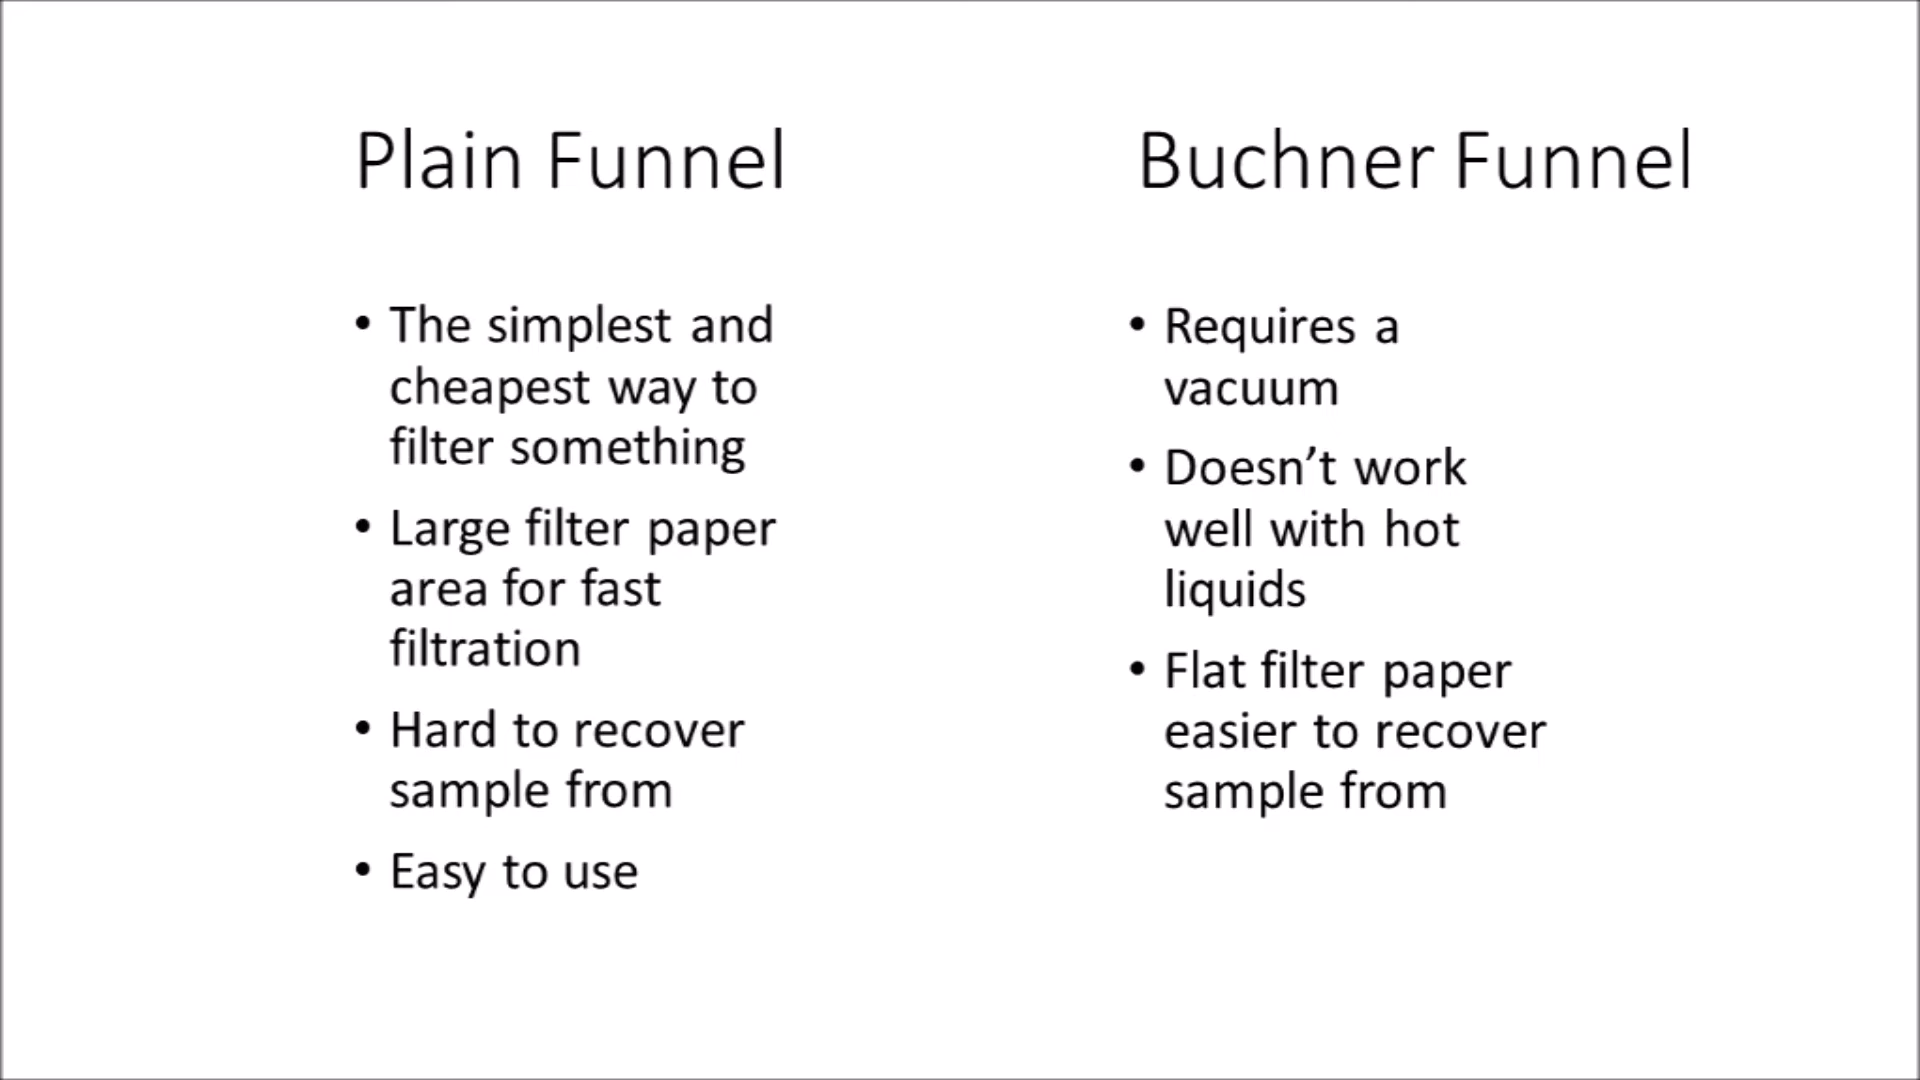 Plain Funnel
• The simplest and
cheapest way to
filter something
• Large filter paper
area for fast
filtration
• Hard to recover
sample from
• Easy to use
Buchner Funnel
• Requires a
vacuum
• Doesn’t work
well with hot
liquids
• Flat filter paper
easier to recover
sample from